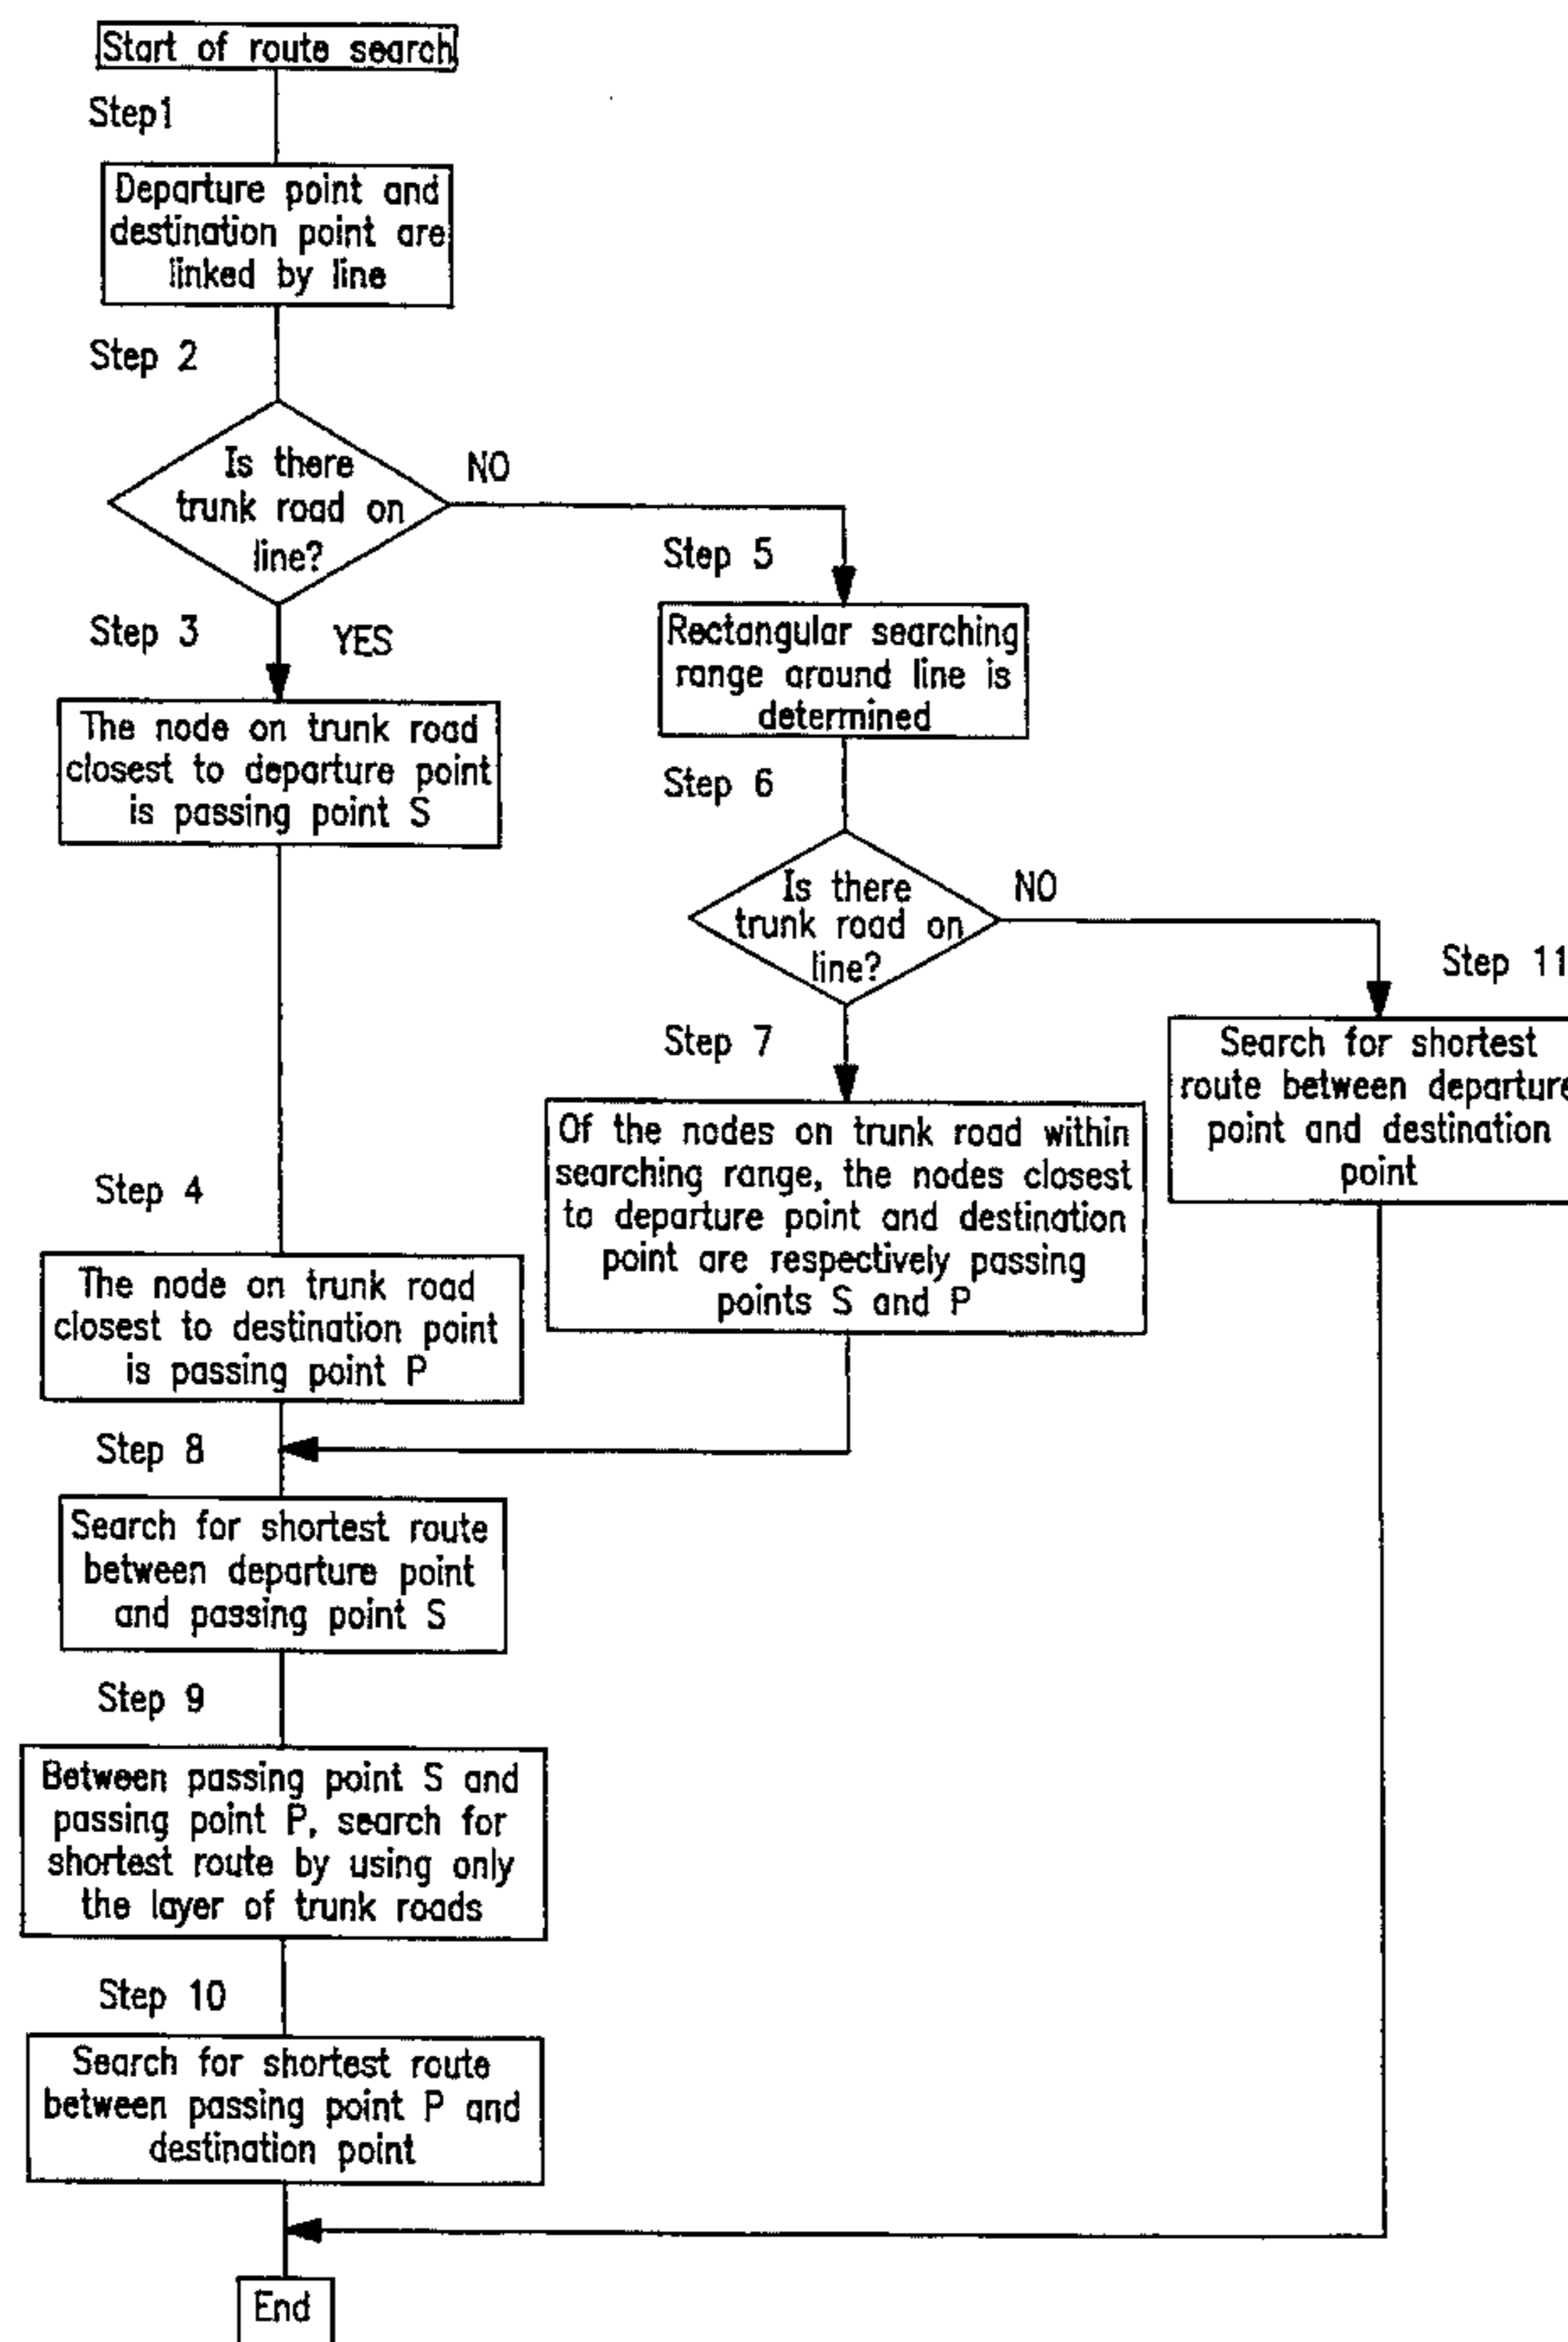 Start of route search
Step1
Departure point and
destination point are
linked by line
Step 2
Is there
trunk road on
line?
NO
Step 3
YES
The node on trunk road
closest to departure point
is passing point S
Step 5
Rectangular searching
range around line is
determined
Step 6
Is there
trunk road on
line?
NO
Step 11
Search for shortest
route between departure
point and destination
point
Step 7
Of the nodes on trunk road within
searching range, the nodes closest
to departure point and destination
point are respectively passing
points S and P
Step 4
The node on trunk road
closest to destination point
is passing point P
Step 8
Search for shortest route
between departure point
and passing point S
Step 9
Between passing point S and
passing point P, search for
shortest route by using only
the layer of trunk roads
Step 10
Search for shortest route
between passing point P and
destination point
End